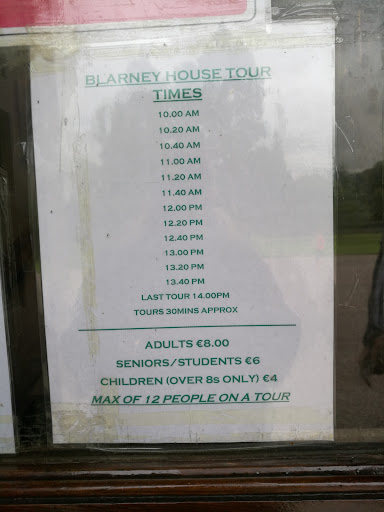 BLARNEY HOUSE TOUR
TIMES
10.00 AM
10.20 AM
10.40 AM
11.00 AM
11.20 AM
11.40 AM
12.00 PM
12.20 PM
12.40 PM
13.00 PM
13.20 PM
13.40 PM
LAST TOUR 14.00PM
TOURS 30MINS APPROX
ADULTS €8.00
SENIORS/STUDENTS €6
CHILDREN (OVER 8S ONLY) €4
MAX OF 12 PEOPLE ON A TOUR